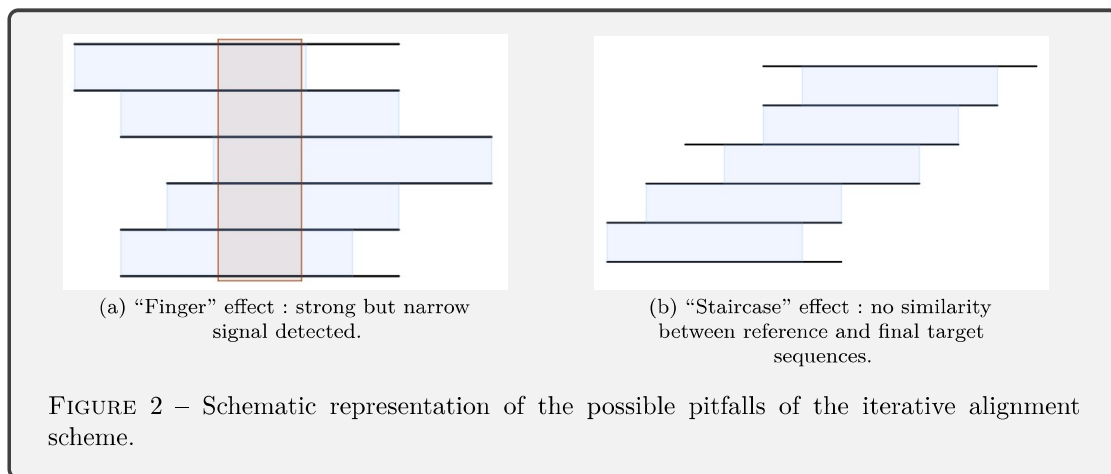 (a) “Finger” effect : strong but narrow
signal detected.
(b) “Staircase” effect : no similarity
between reference and final target
sequences.
FIGURE 2 – Schematic representation of the possible pitfalls of the iterative alignment
scheme.